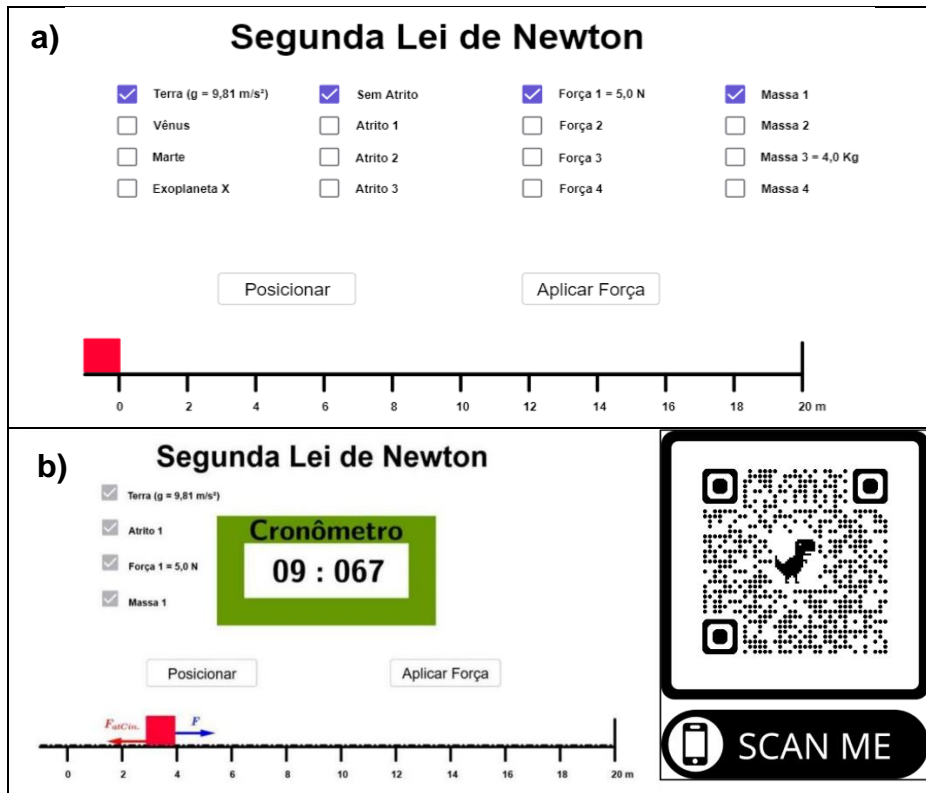 a)
Segunda Lei de Newton
Terra (g = 9,81 m/s²) Sem Atrito Força 1 = 5,0 N Massa 1
Vênus Atrito 1 Força 2 Massa 2
Marte Atrito 2 Força 3 Massa 3 = 4,0 Kg
Exoplaneta X Atrito 3 Força 4 Massa 4
Posicionar Aplicar Força
0 2 4 6 8 10 12 14 16 18 20 m
b)
Segunda Lei de Newton
Terra (g = 9,81 m/s²)
Atrito 1
Força 1 = 5,0 N
Massa 1
Cronômetro
09 : 067
Posicionar Aplicar Força
F_atCin. F
0 2 4 6 8 10 12 14 16 18 20 m
SCAN ME